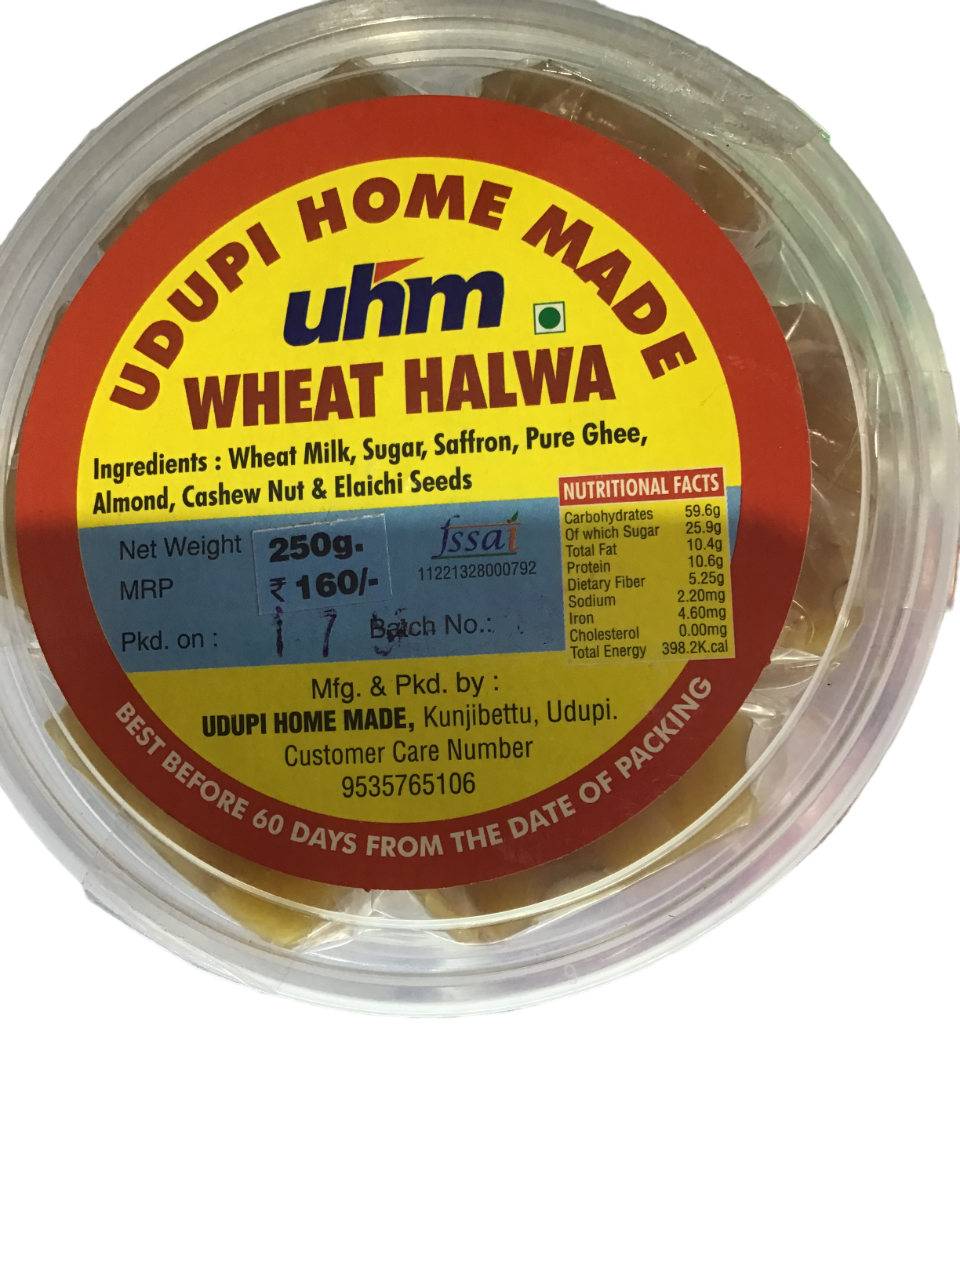 UDUPI HOME MADE
uhm
WHEAT HALWA
Ingredients : Wheat Milk, Sugar, Saffron, Pure Ghee,
Almond, Cashew Nut & Elaichi Seeds
Net Weight 250g.
MRP ₹ 160/-
Pkd. on : 17 Batch No.:
fssai
11221328000792
NUTRITIONAL FACTS
Carbohydrates 59.6g
Of which Sugar 25.9g
Total Fat 10.4g
Protein 10.6g
Dietary Fiber 5.25g
Sodium 2.20mg
Iron 4.60mg
Cholesterol 0.00mg
Total Energy 398.2K.cal
Mfg. & Pkd. by :
UDUPI HOME MADE, Kunjibettu, Udupi.
Customer Care Number
9535765106
BEST BEFORE 60 DAYS FROM THE DATE OF PACKING